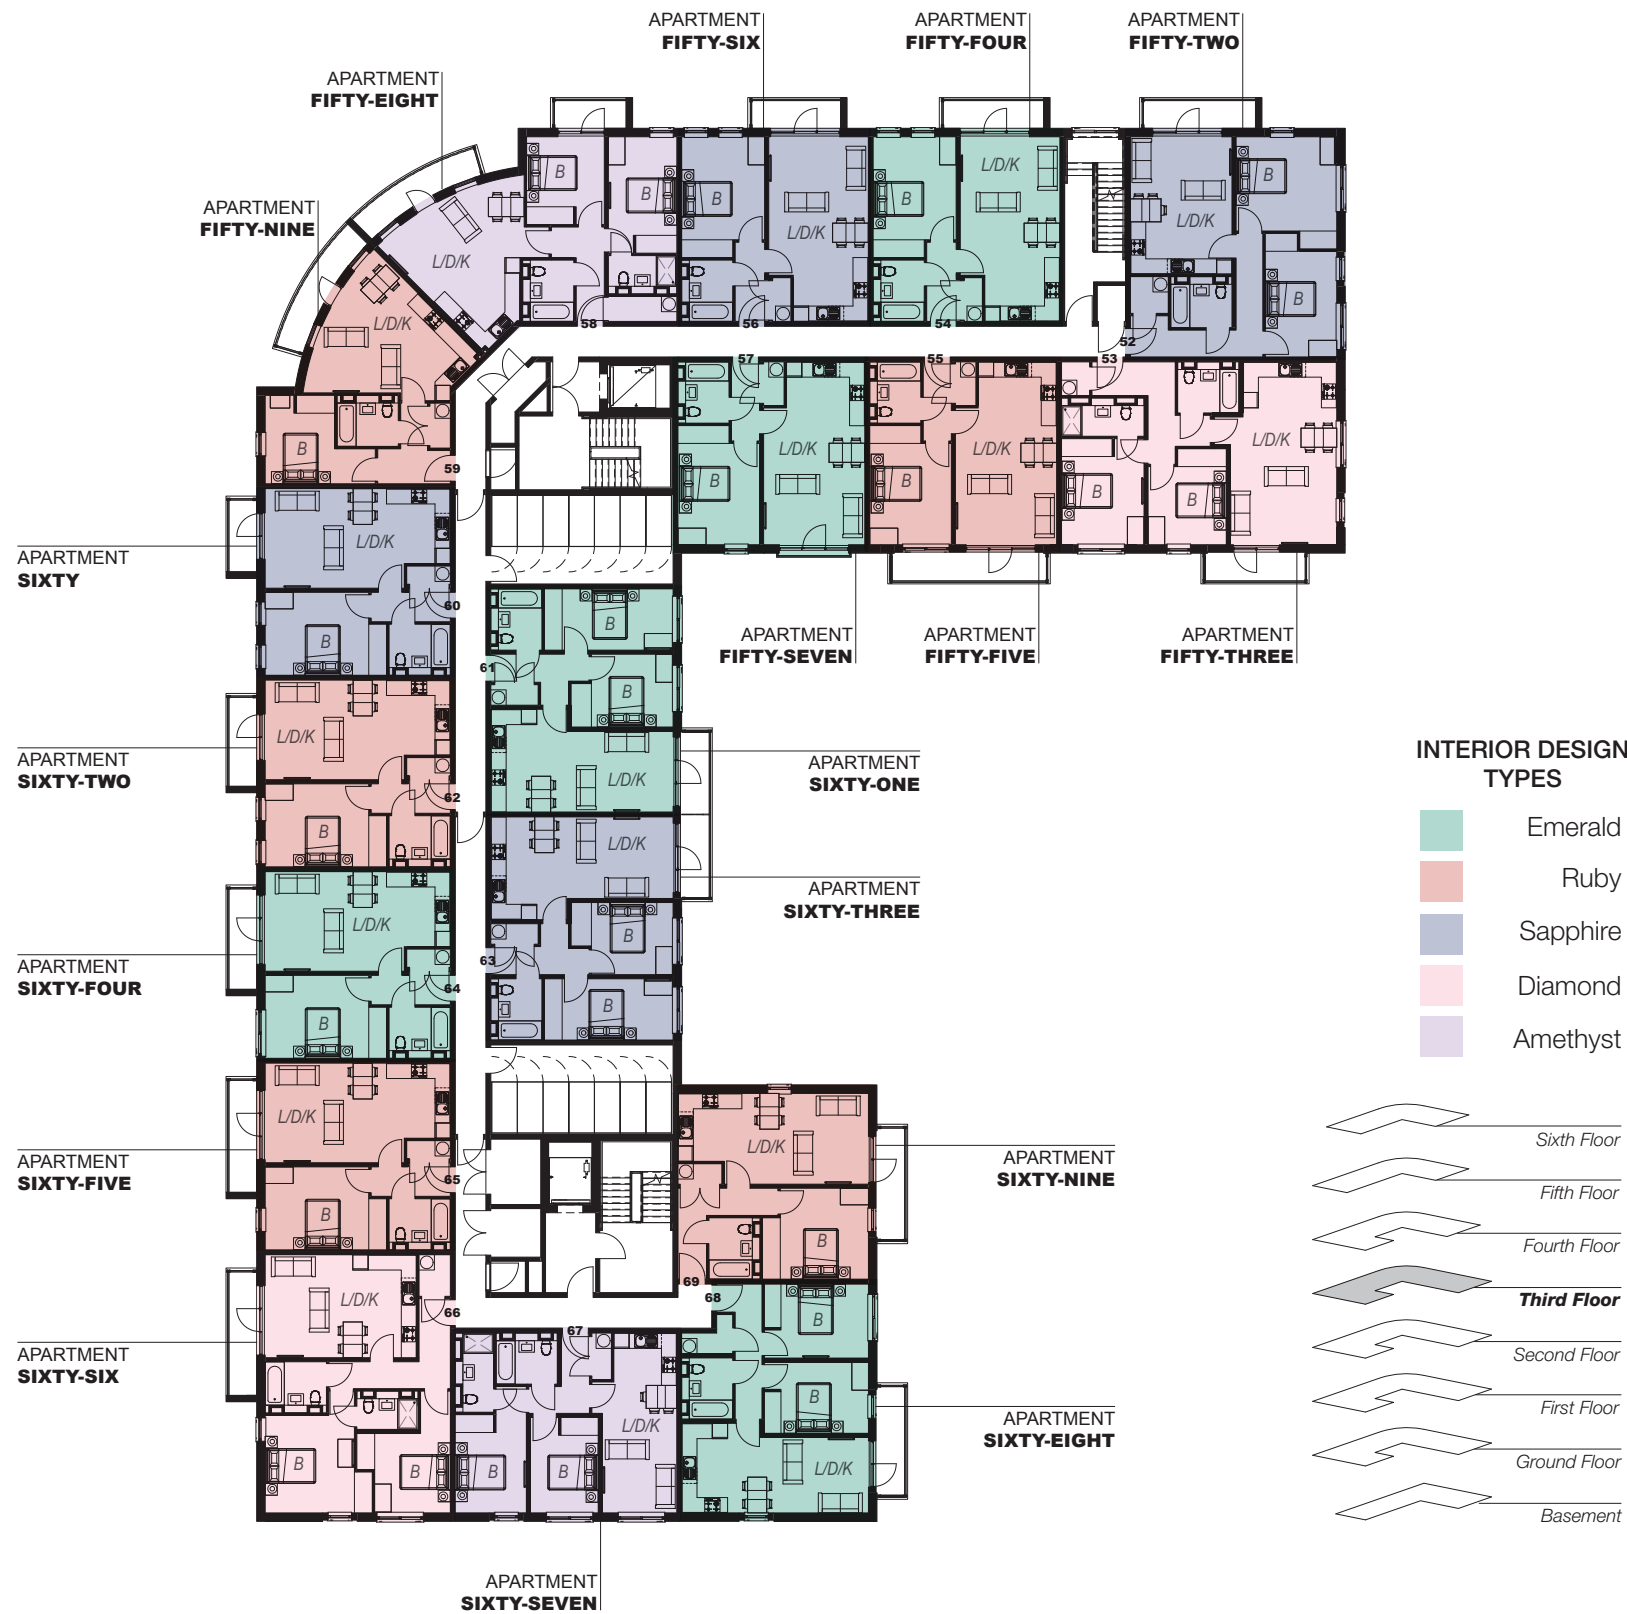 APARTMENT
FIFTY-SIX
APARTMENT
FIFTY-FOUR
APARTMENT
FIFTY-TWO
APARTMENT
FIFTY-EIGHT
APARTMENT
FIFTY-NINE
B
B
B
L/D/K
B
L/D/K
L/D/K
B
B
L/D/K
L/D/K
58
56
54
52
57
55
53
L/D/K
B
59
L/D/K
B
L/D/K
B
L/D/K
B
B
APARTMENT
SIXTY
L/D/K
60
B
APARTMENT
FIFTY-SEVEN
APARTMENT
FIFTY-FIVE
APARTMENT
FIFTY-THREE
B
61
B
L/D/K
APARTMENT
SIXTY-TWO
L/D/K
62
B
APARTMENT
SIXTY-ONE
L/D/K
APARTMENT
SIXTY-THREE
B
63
B
APARTMENT
SIXTY-FOUR
L/D/K
64
B
APARTMENT
SIXTY-FIVE
L/D/K
65
B
L/D/K
B
69
APARTMENT
SIXTY-NINE
APARTMENT
SIXTY-SIX
L/D/K
66
B
B
67
B
B
L/D/K
68
B
B
L/D/K
APARTMENT
SIXTY-EIGHT
APARTMENT
SIXTY-SEVEN
INTERIOR DESIGN
TYPES
Emerald
Ruby
Sapphire
Diamond
Amethyst
Sixth Floor
Fifth Floor
Fourth Floor
Third Floor
Second Floor
First Floor
Ground Floor
Basement